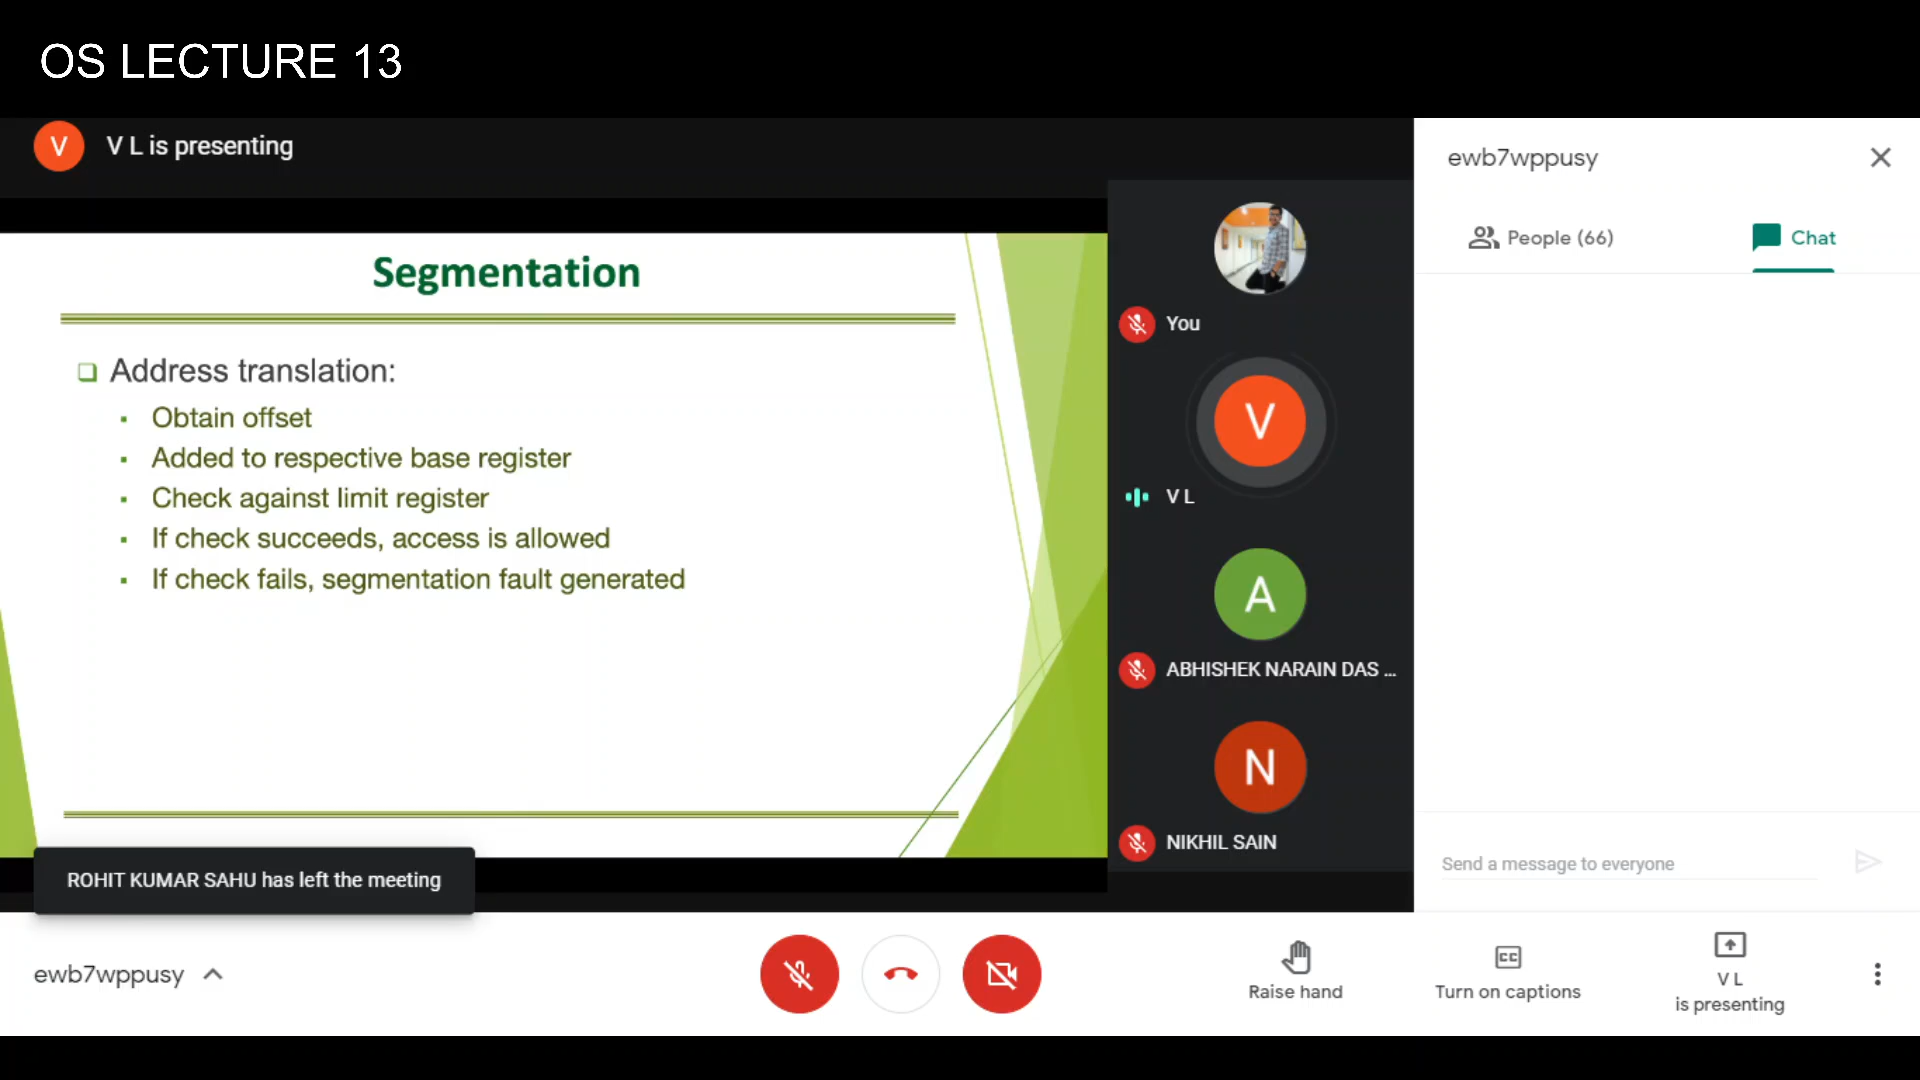 OS LECTURE 13
V
V L is presenting
Segmentation
Address translation:
Obtain offset
Added to respective base register
Check against limit register
If check succeeds, access is allowed
If check fails, segmentation fault generated
You
V
V L
A
ABHISHEK NARAIN DAS ...
N
NIKHIL SAIN
ewb7wppusy
People (66)
Chat
Send a message to everyone
ROHIT KUMAR SAHU has left the meeting
ewb7wppusy
Raise hand
CC
Turn on captions
V L
is presenting